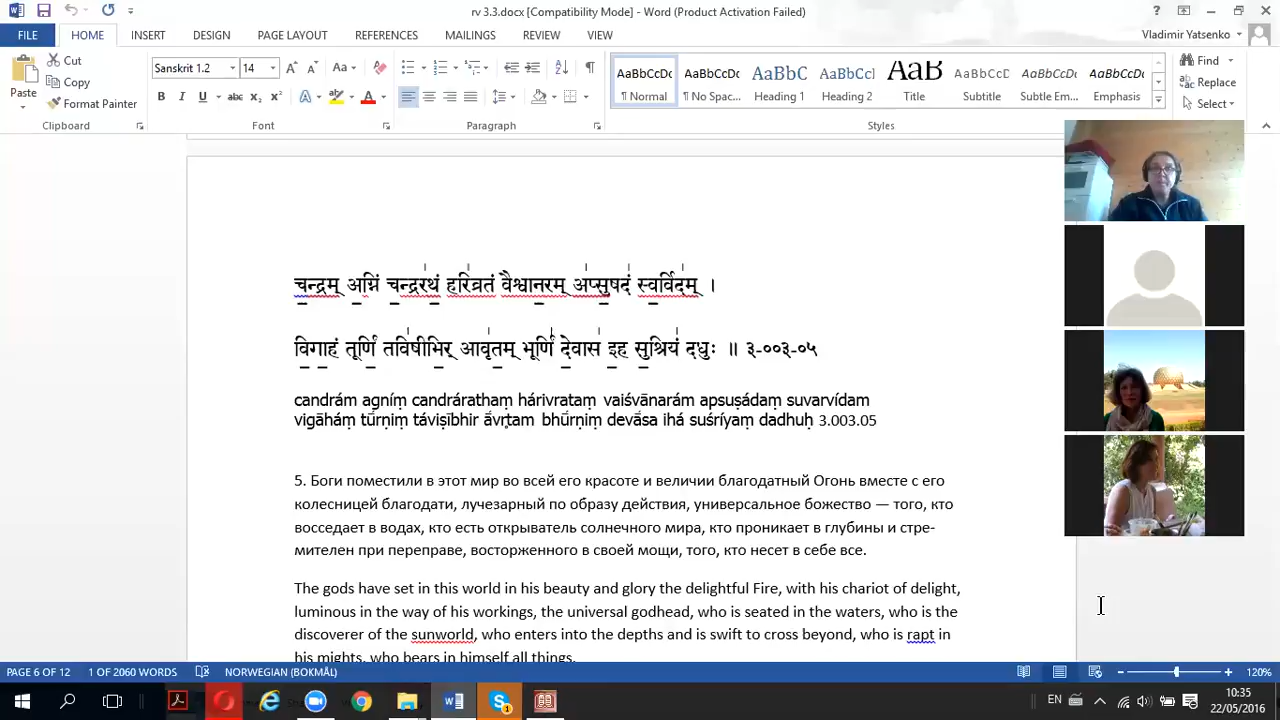 rv 3.3.docx [Compatibility Mode] - Word (Product Activation Failed)
FILE HOME INSERT DESIGN PAGE LAYOUT REFERENCES MAILINGS REVIEW VIEW Vladimir Yatsenko
Paste
Cut
Copy
Format Painter
Sanskrit 1.2 14
AaBbCcDc AaBbCcDc AaBbC AaBbCcl AaB AaBbCcD AaBbCcDc
¶ Normal ¶ No Spac... Heading 1 Heading 2 Title Subtitle Subtle Em... Emphasis
Find
Replace
Select
Clipboard Font Paragraph Styles
चन्द्रम् अग्निं चन्द्ररथं हरिव्रतं वैश्वानरम् अप्सुषदं स्वर्विदम् ।
विगाहं तूर्णिं तविषीभिर् आवृतम् भूर्णिं देवास इह सुश्रियं दधुः ॥ ३-००३-०५
candrám agníṃ candráratham̐ hárivrataṃ vaiśvānarám apsuṣádaṃ suvarvídam
vigāháṃ tū́rṇiṃ táviṣībhir ā́vr̥tam bhū́rṇiṃ devā́sa ihá suśríyaṃ dadhuḥ 3.003.05
5. Боги поместили в этот мир во всей его красоте и величии благодатный Огонь вместе с его
колесницей благодати, лучезарный по образу действия, универсальное божество — того, кто
восседает в водах, кто есть открыватель солнечного мира, кто проникает в глубины и стре-
мителен при переправе, восторженного в своей мощи, того, кто несет в себе все.
The gods have set in this world in his beauty and glory the delightful Fire, with his chariot of delight,
luminous in the way of his workings, the universal godhead, who is seated in the waters, who is the
discoverer of the sunworld, who enters into the depths and is swift to cross beyond, who is rapt in
his mights, who bears in himself all things.
PAGE 6 OF 12 1 OF 2060 WORDS NORWEGIAN (BOKMÅL) 120%
EN 10:35
22/05/2016